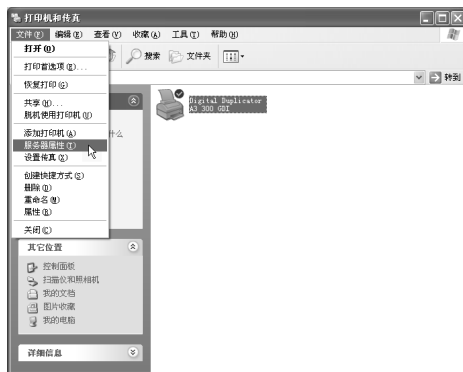 打印机和传真
文件(F) 编辑(E) 查看(V) 收藏(A) 工具(T) 帮助(H)
打开(O)
打印首选项(E)...
恢复打印(G)
共享(H)...
脱机使用打印机(U)
添加打印机(A)
服务器属性(T)
设置传真(X)
创建快捷方式(S)
删除(D)
重命名(M)
属性(R)
关闭(C)
搜索 文件夹
转到
什么
Digital Duplicator
A3 300 GDI
其它位置
控制面板
扫描仪和照相机
我的文档
图片收藏
我的电脑
详细信息